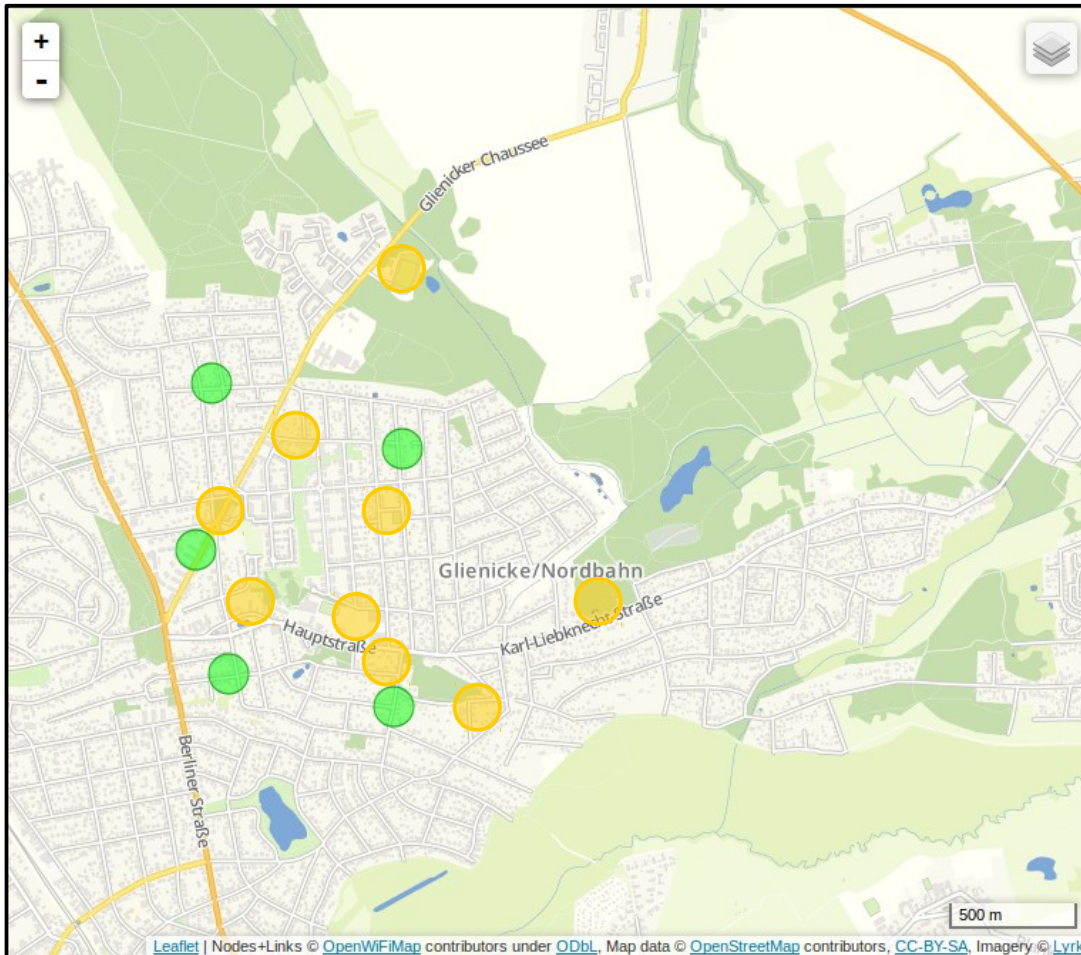 +
-
Glienicker Chaussee
Glienicke/Nordbahn
Hauptstraße
Karl-Liebknecht-Straße
Berliner Straße
500 m
Leaflet | Nodes+Links © OpenWiFiMap contributors under ODbL, Map data © OpenStreetMap contributors, CC-BY-SA, Imagery © Lyrk